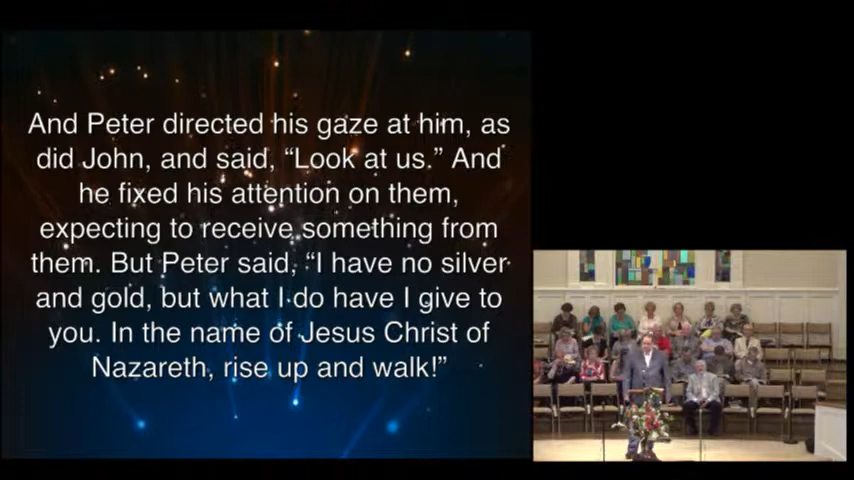 And Peter directed his gaze at him, as
did John, and said, “Look at us.” And
he fixed his attention on them,
expecting to receive something from
them. But Peter said, “I have no silver
and gold, but what I do have I give to
you. In the name of Jesus Christ of
Nazareth, rise up and walk!”